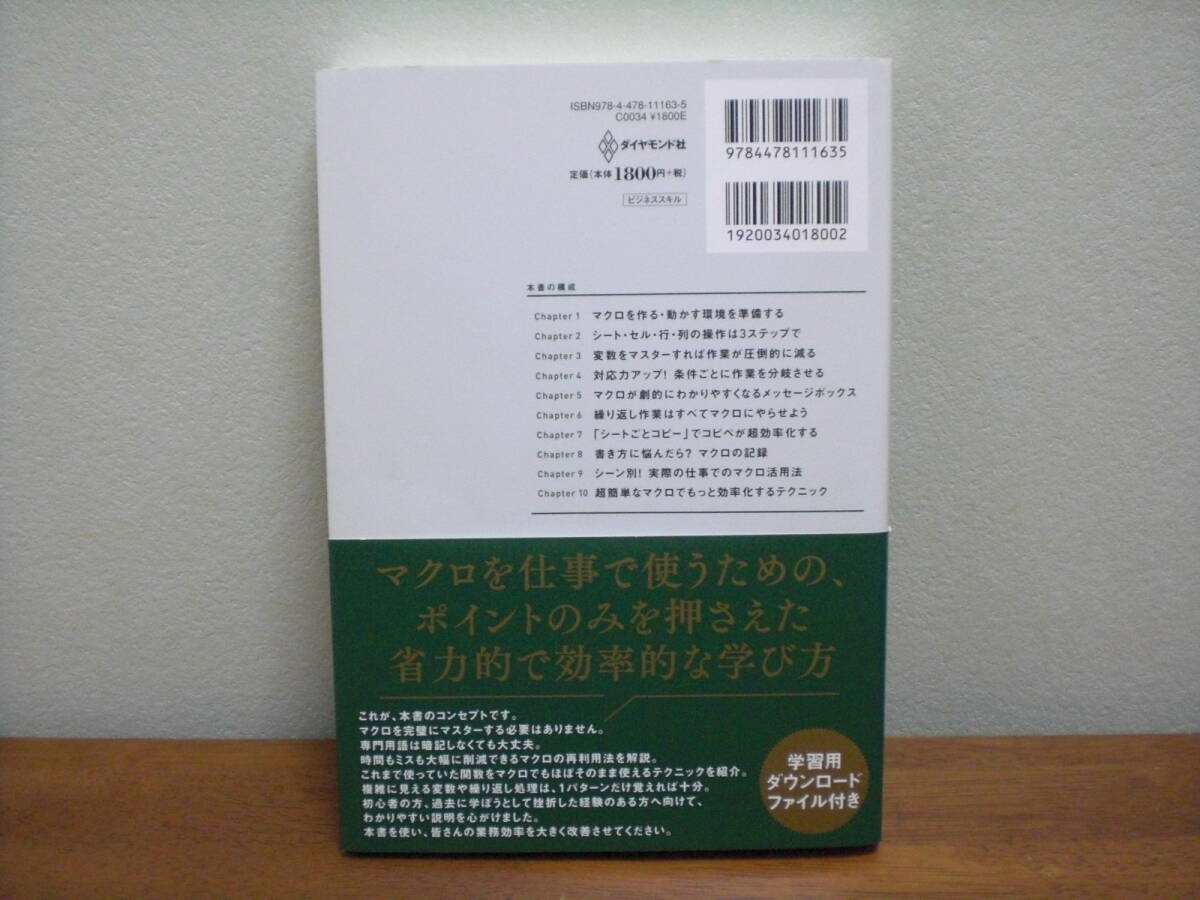 ISBN978-4-478-11163-5
C0034 ¥1800E
ダイヤモンド社
定価(本体1800円+税)
ビジネススキル
9784478111635
1920034018002
本書の構成
Chapter 1 マクロを作る・動かす環境を準備する
Chapter 2 シート・セル・行・列の操作は3ステップで
Chapter 3 変数をマスターすれば作業が圧倒的に減る
Chapter 4 対応力アップ! 条件ごとに作業を分岐させる
Chapter 5 マクロが劇的にわかりやすくなるメッセージボックス
Chapter 6 繰り返し作業はすべてマクロにやらせよう
Chapter 7 「シートごとコピー」でコピペが超効率化する
Chapter 8 書き方に悩んだら? マクロの記録
Chapter 9 シーン別! 実際の仕事でのマクロ活用法
Chapter 10 超簡単なマクロでもっと効率化するテクニック
マクロを仕事で使うための、
ポイントのみを押さえた
省力的で効率的な学び方
これが、本書のコンセプトです。
マクロを完璧にマスターする必要はありません。
専門用語は暗記しなくても大丈夫。
時間もミスも大幅に削減できるマクロの再利用法を解説。
これまで使っていた関数をマクロでもほぼそのまま使えるテクニックを紹介。
複雑に見える変数や繰り返し処理は、1パターンだけ覚えれば十分。
初心者の方、過去に学ぼうとして挫折した経験のある方へ向けて、
わかりやすい説明を心がけました。
本書を使い、皆さんの業務効率を大きく改善させてください。
学習用
ダウンロード
ファイル付き